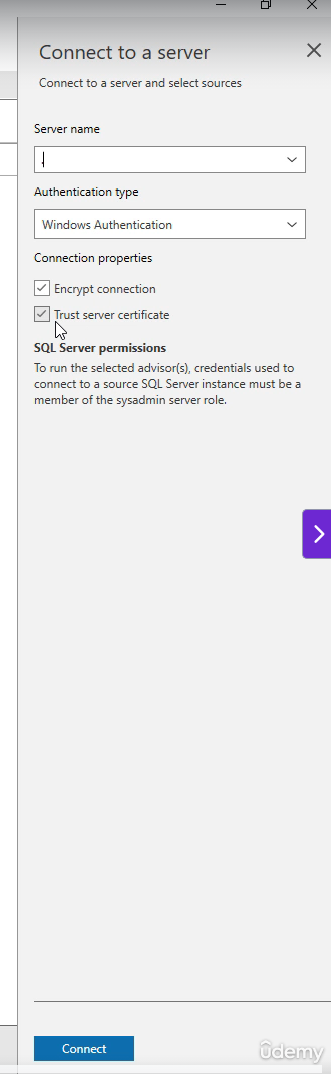 Connect to a server
Connect to a server and select sources
Server name
.
Authentication type
Windows Authentication
Connection properties
Encrypt connection
Trust server certificate
SQL Server permissions
To run the selected advisor(s), credentials used to
connect to a source SQL Server instance must be a
member of the sysadmin server role.
Connect
ûdemy